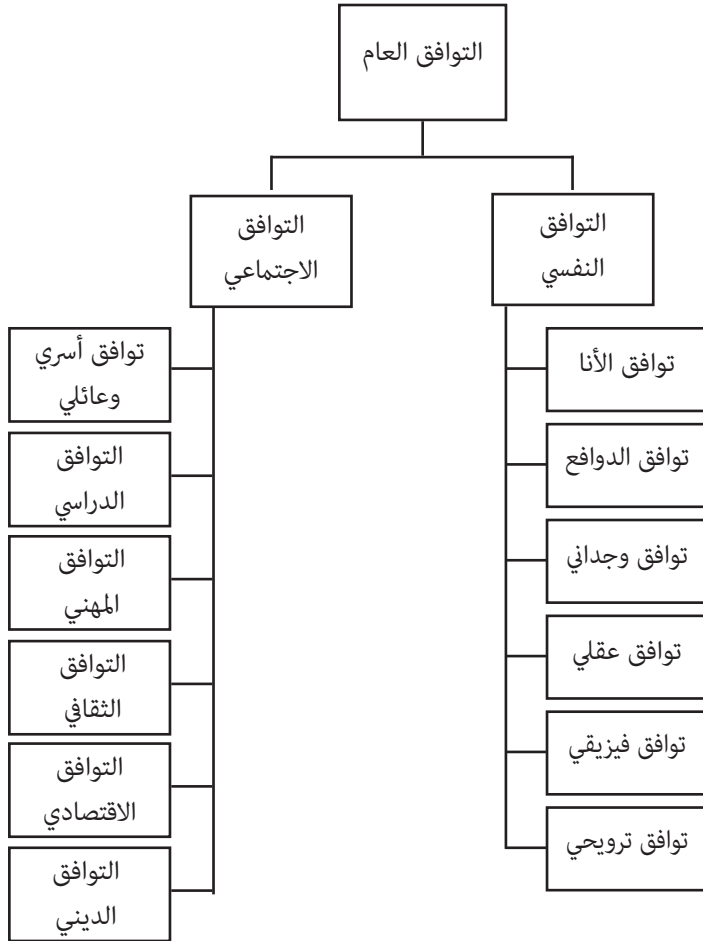 التوافق العام
التوافق
النفسي
توافق الأنا
توافق الدوافع
توافق وجداني
توافق عقلي
توافق فيزيقي
توافق ترويحي
التوافق
الاجتماعي
توافق أسري
وعائلي
التوافق
الدراسي
التوافق
المهني
التوافق
الثقافي
التوافق
الاقتصادي
التوافق
الديني